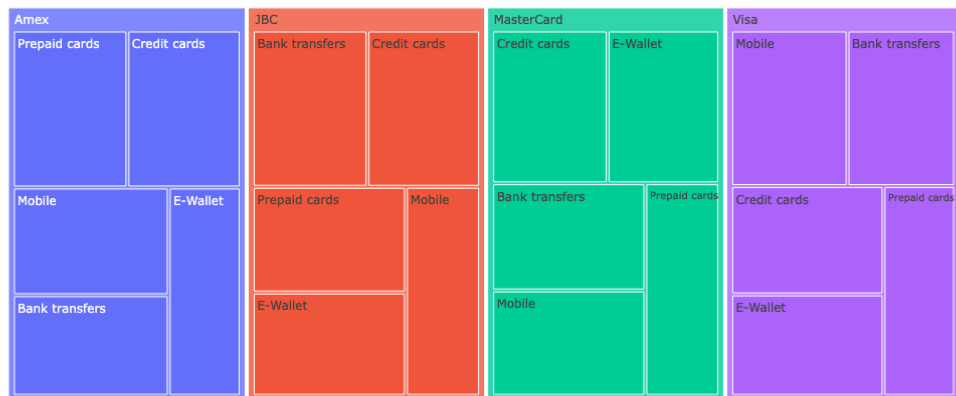 Amex
Prepaid cards
Credit cards
Mobile
E-Wallet
Bank transfers
JBC
Bank transfers
Credit cards
Prepaid cards
Mobile
E-Wallet
MasterCard
Credit cards
E-Wallet
Bank transfers
Prepaid cards
Mobile
Visa
Mobile
Bank transfers
Credit cards
Prepaid cards
E-Wallet